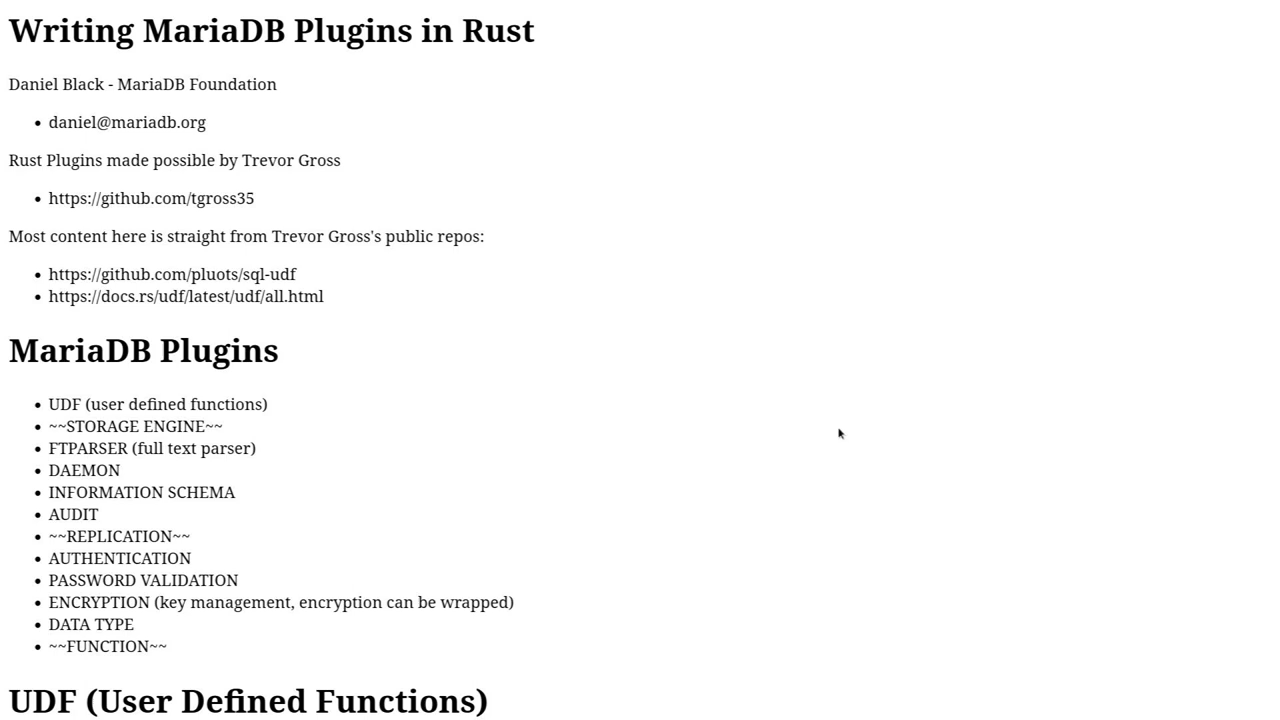 Writing MariaDB Plugins in Rust
Daniel Black - MariaDB Foundation
• daniel@mariadb.org
Rust Plugins made possible by Trevor Gross
• https://github.com/tgross35
Most content here is straight from Trevor Gross's public repos:
• https://github.com/pluots/sql-udf
• https://docs.rs/udf/latest/udf/all.html
MariaDB Plugins
• UDF (user defined functions)
• ~~STORAGE ENGINE~~
• FTPARSER (full text parser)
• DAEMON
• INFORMATION SCHEMA
• AUDIT
• ~~REPLICATION~~
• AUTHENTICATION
• PASSWORD VALIDATION
• ENCRYPTION (key management, encryption can be wrapped)
• DATA TYPE
• ~~FUNCTION~~
UDF (User Defined Functions)